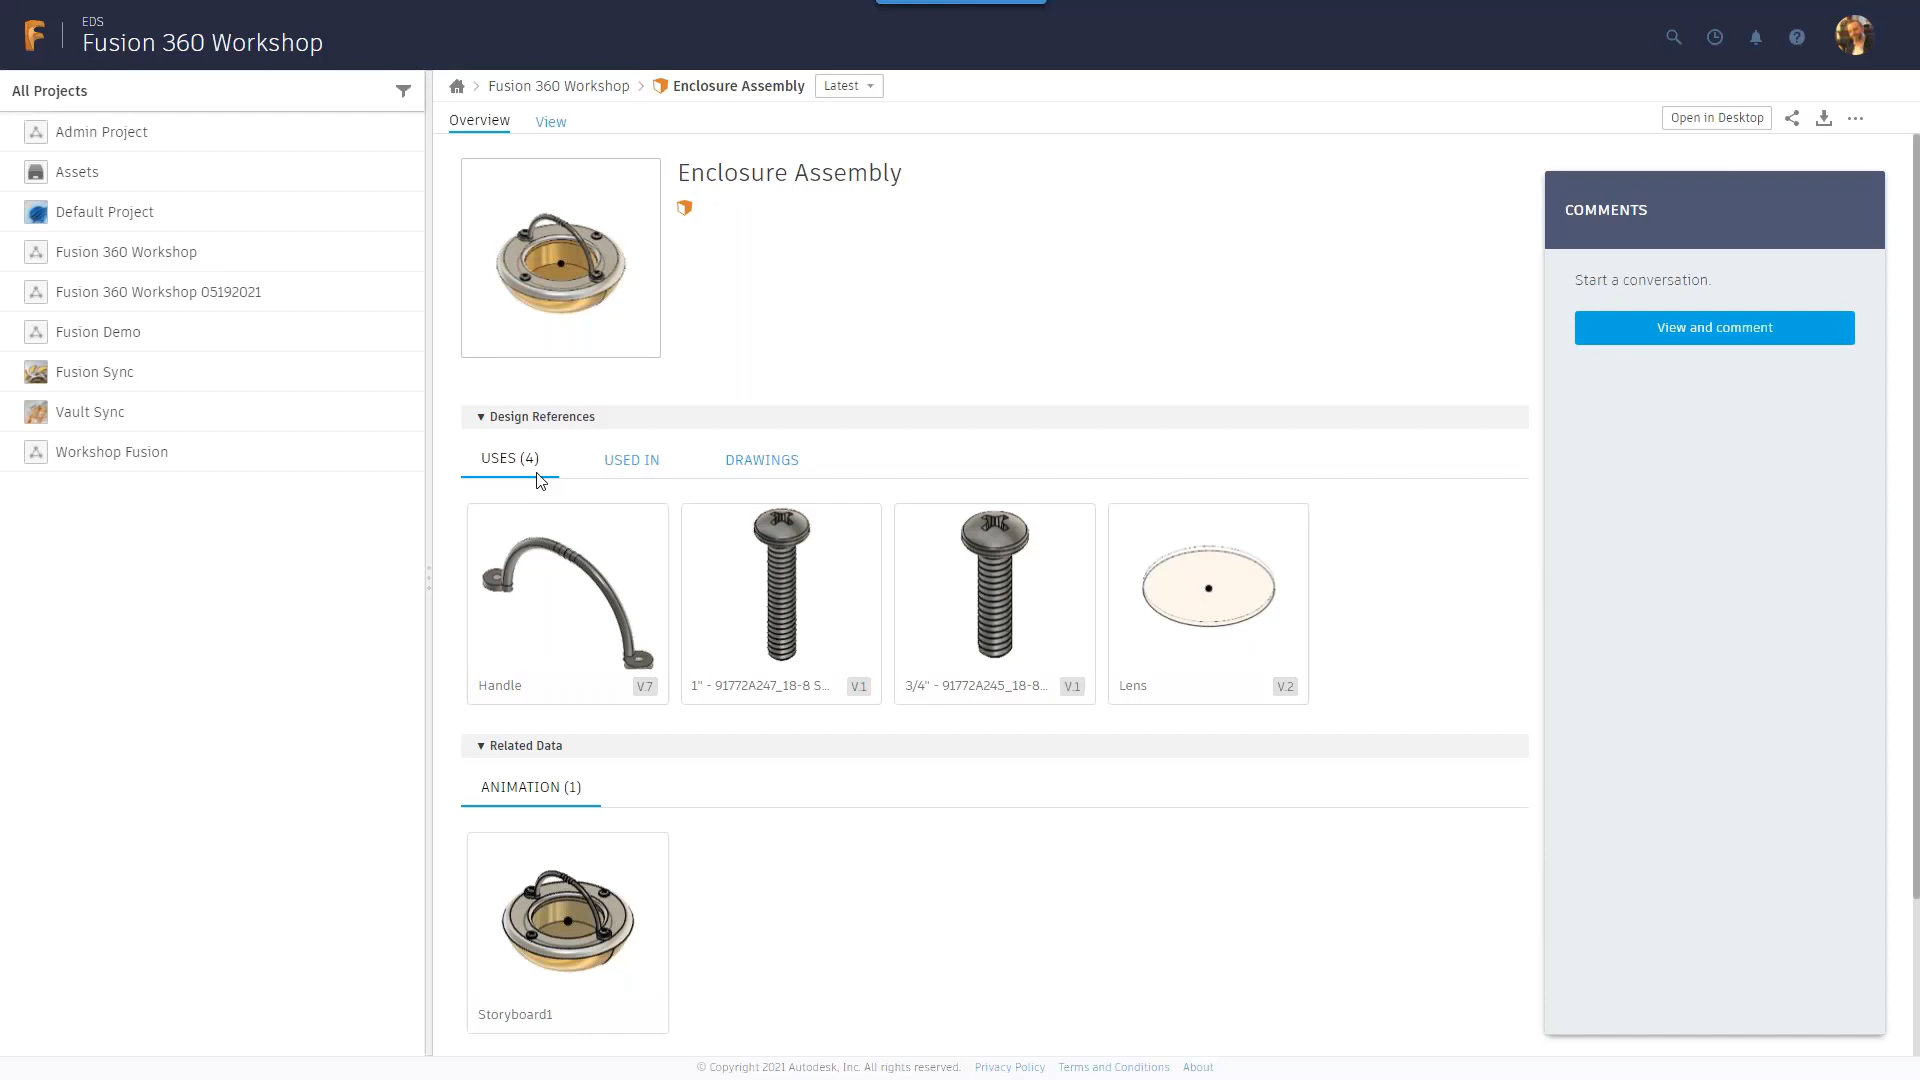 EDS
Fusion 360 Workshop
All Projects
Admin Project
Assets
Default Project
Fusion 360 Workshop
Fusion 360 Workshop 05192021
Fusion Demo
Fusion Sync
Vault Sync
Workshop Fusion
Fusion 360 Workshop > Enclosure Assembly Latest
Overview View
Open in Desktop
Enclosure Assembly
COMMENTS
Start a conversation.
View and comment
▼ Design References
USES (4) USED IN DRAWINGS
Handle V.7
1" - 91772A247_18-8 S... V.1
3/4" - 91772A245_18-8... V.1
Lens V.2
▼ Related Data
ANIMATION (1)
Storyboard1
© Copyright 2021 Autodesk, Inc. All rights reserved. Privacy Policy Terms and Conditions About